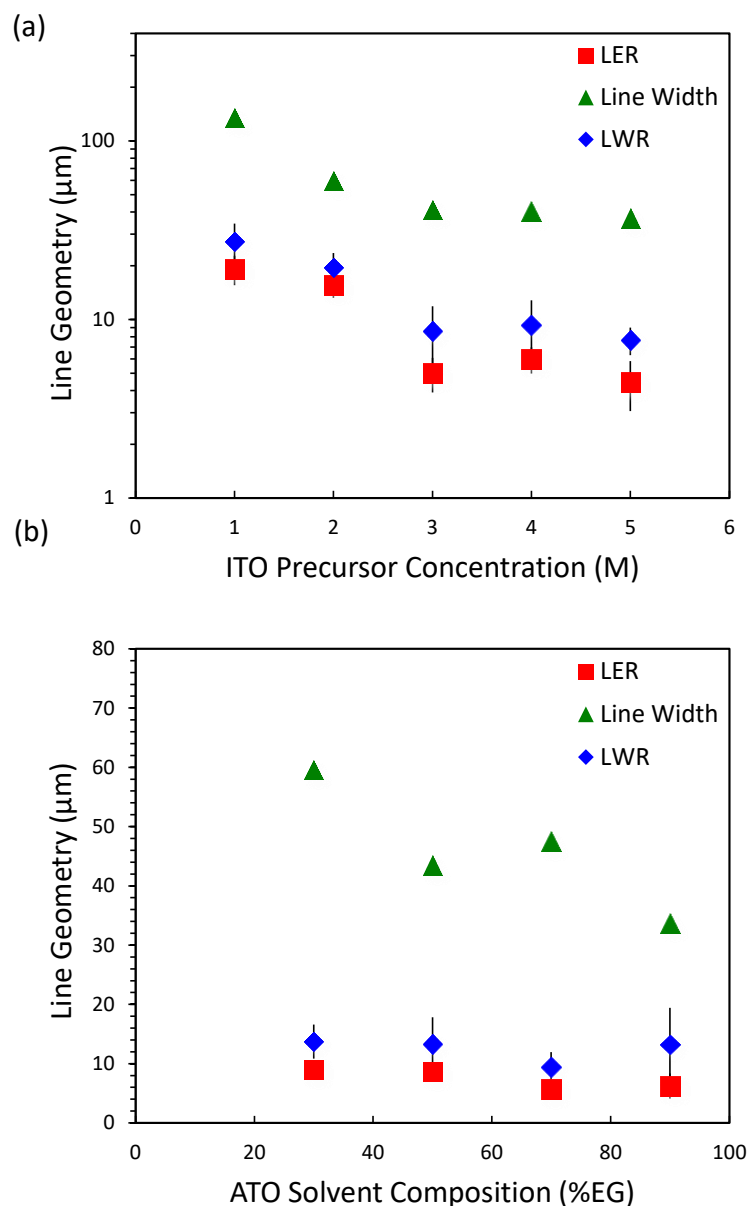 (a)
LER
Line Width
LWR
Line Geometry (µm)
100
10
1
0 1 2 3 4 5 6
ITO Precursor Concentration (M)
(b)
LER
Line Width
LWR
Line Geometry (µm)
80
70
60
50
40
30
20
10
0
0 20 40 60 80 100
ATO Solvent Composition (%EG)